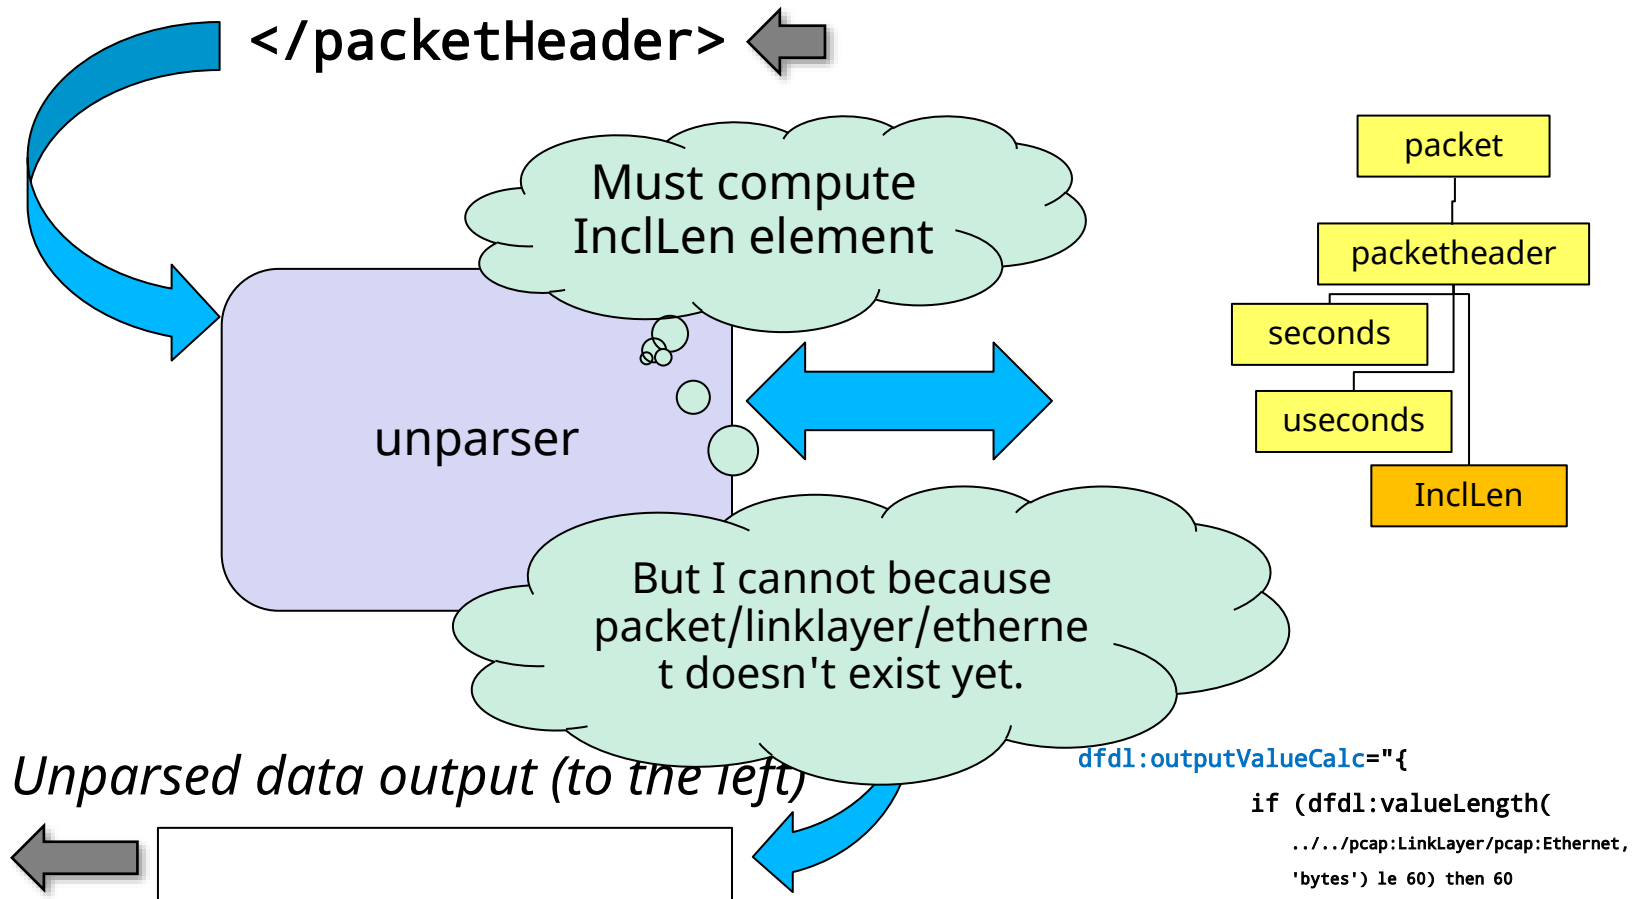 </packetHeader>
Must compute
InclLen element
packet
packetheader
seconds
useconds
InclLen
unparser
But I cannot because
packet/linklayer/etherne
t doesn't exist yet.
Unparsed data output (to the left)
dfdl:outputValueCalc="{
if (dfdl:valueLength(
../../pcap:LinkLayer/pcap:Ethernet,
'bytes') le 60) then 60